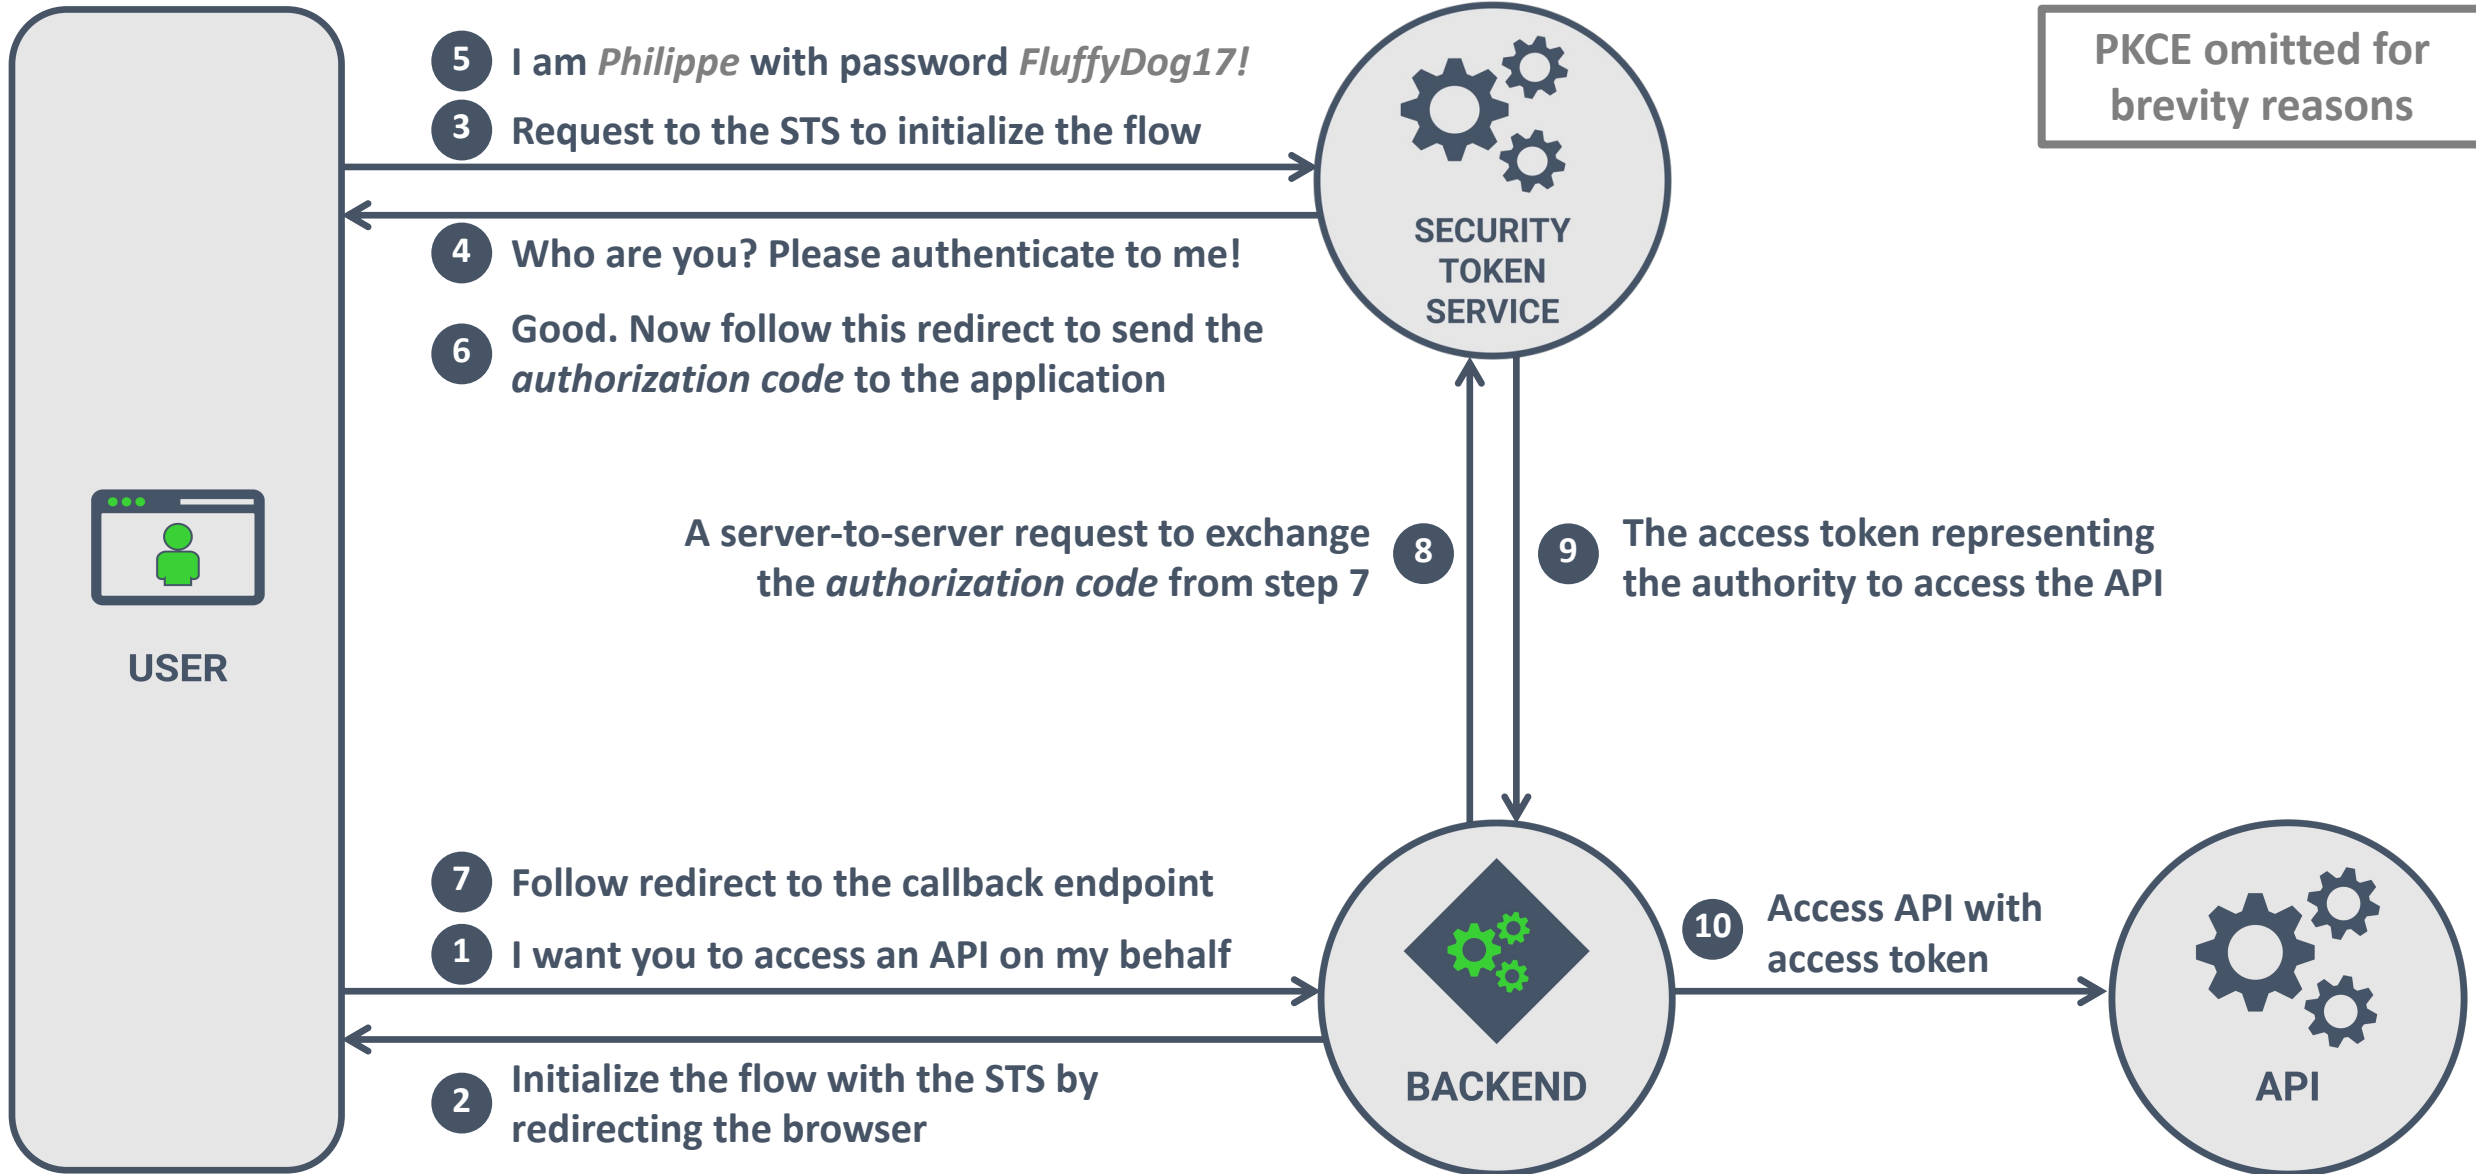 5 I am Philippe with password FluffyDog17!
3 Request to the STS to initialize the flow
4 Who are you? Please authenticate to me!
6 Good. Now follow this redirect to send the
authorization code to the application
SECURITY
TOKEN
SERVICE
PKCE omitted for
brevity reasons
USER
A server-to-server request to exchange
the authorization code from step 7
8
9
The access token representing
the authority to access the API
7 Follow redirect to the callback endpoint
1 I want you to access an API on my behalf
2 Initialize the flow with the STS by
redirecting the browser
BACKEND
10 Access API with
access token
API